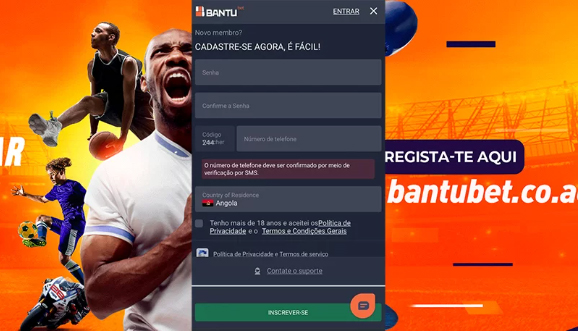 BANTU BET
ENTRAR
Novo membro?
CADASTRE-SE AGORA, É FÁCIL!
Senha
Confirme a Senha
Código
244
Número de telefone
O número de telefone deve ser confirmado por meio de
verificação por SMS.
Country of Residence
Angola
Tenho mais de 18 anos e aceitei os Política de
Privacidade e o Termos e Condições Gerais
Política de Privacidade e Termos de serviço
Contate o suporte
INSCREVER-SE
AR
REGISTA-TE AQUI
bantubet.co.a